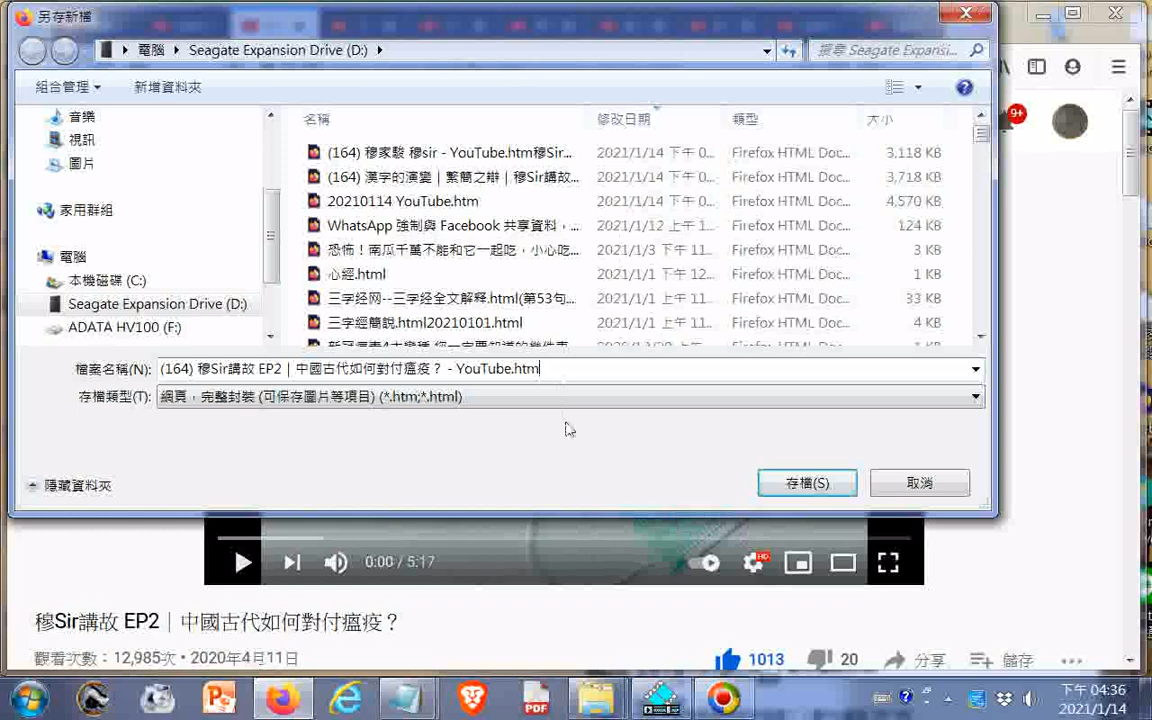 另存新檔
電腦 Seagate Expansion Drive (D:)
搜尋 Seagate Expansi...
組合管理 新增資料夾
音樂
視訊
圖片
家用群組
電腦
本機磁碟 (C:)
Seagate Expansion Drive (D:)
ADATA HV100 (F:)
名稱 修改日期 類型 大小
(164) 穆家駿 穆sir - YouTube.htm穆Sir... 2021/1/14 下午 0... Firefox HTML Doc... 3,118 KB
(164) 漢字的演變｜繁簡之辯｜穆Sir講故... 2021/1/14 下午 0... Firefox HTML Doc... 3,718 KB
20210114 YouTube.htm 2021/1/14 下午 0... Firefox HTML Doc... 4,570 KB
WhatsApp 強制與 Facebook 共享資料，... 2021/1/12 上午 1... Firefox HTML Doc... 124 KB
恐怖！南瓜千萬不能和它一起吃，小心吃... 2021/1/3 下午 11... Firefox HTML Doc... 3 KB
心經.html 2021/1/1 下午 12... Firefox HTML Doc... 1 KB
三字经网--三字经全文解釋.html(第53句... 2021/1/1 上午 11... Firefox HTML Doc... 33 KB
三字經簡說.html20210101.html 2021/1/1 上午 11... Firefox HTML Doc... 4 KB
檔案名稱(N): (164) 穆Sir講故 EP2｜中國古代如何對付瘟疫？ - YouTube.htm
存檔類型(T): 網頁，完整封裝 (可保存圖片等項目) (*.htm;*.html)
隱藏資料夾 存檔(S) 取消
9+
0:00 / 5:17 HD
穆Sir講故 EP2｜中國古代如何對付瘟疫？
觀看次數：12,985次 • 2020年4月11日 1013 20 分享 儲存
PDF
下午 04:36
2021/1/14